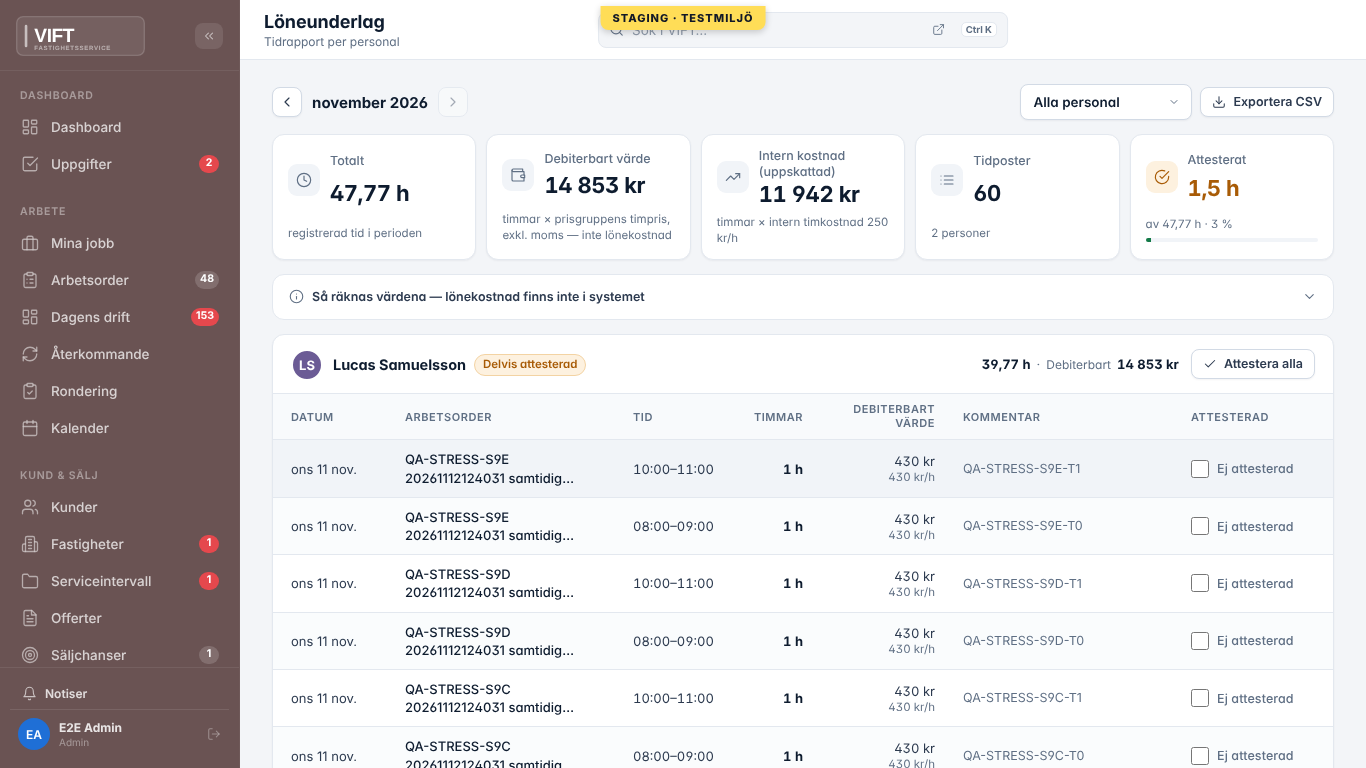 VIFT
FASTIGHETSSERVICE
DASHBOARD
Dashboard
Uppgifter 2
ARBETE
Mina jobb
Arbetsorder 48
Dagens drift 153
Återkommande
Rondering
Kalender
KUND & SÄLJ
Kunder
Fastigheter 1
Serviceintervall 1
Offerter
Säljchanser 1
Notiser
EA E2E Admin
Admin
Löneunderlag
Tidrapport per personal
STAGING · TESTMILJÖ
Sök i VIFT...
Ctrl K
november 2026
Alla personal
Exportera CSV
Totalt
47,77 h
registrerad tid i perioden
Debiterbart värde
14 853 kr
timmar × prisgruppens timpris,
exkl. moms — inte lönekostnad
Intern kostnad
(uppskattad)
11 942 kr
timmar × intern timkostnad 250
kr/h
Tidposter
60
2 personer
Attesterat
1,5 h
av 47,77 h · 3 %
Så räknas värdena — lönekostnad finns inte i systemet
LS Lucas Samuelsson Delvis attesterad 39,77 h · Debiterbart 14 853 kr Attestera alla
DATUM ARBETSORDER TID TIMMAR DEBITERBART VÄRDE KOMMENTAR ATTESTERAD
ons 11 nov. QA-STRESS-S9E 10:00–11:00 1 h 430 kr QA-STRESS-S9E-T1 Ej attesterad
20261112124031 samtidig... 430 kr/h
ons 11 nov. QA-STRESS-S9E 08:00–09:00 1 h 430 kr QA-STRESS-S9E-T0 Ej attesterad
20261112124031 samtidig... 430 kr/h
ons 11 nov. QA-STRESS-S9D 10:00–11:00 1 h 430 kr QA-STRESS-S9D-T1 Ej attesterad
20261112124031 samtidig... 430 kr/h
ons 11 nov. QA-STRESS-S9D 08:00–09:00 1 h 430 kr QA-STRESS-S9D-T0 Ej attesterad
20261112124031 samtidig... 430 kr/h
ons 11 nov. QA-STRESS-S9C 10:00–11:00 1 h 430 kr QA-STRESS-S9C-T1 Ej attesterad
20261112124031 samtidig... 430 kr/h
ons 11 nov. QA-STRESS-S9C 08:00–09:00 1 h 430 kr QA-STRESS-S9C-T0 Ej attesterad
20261112124031 samtidig... 430 kr/h